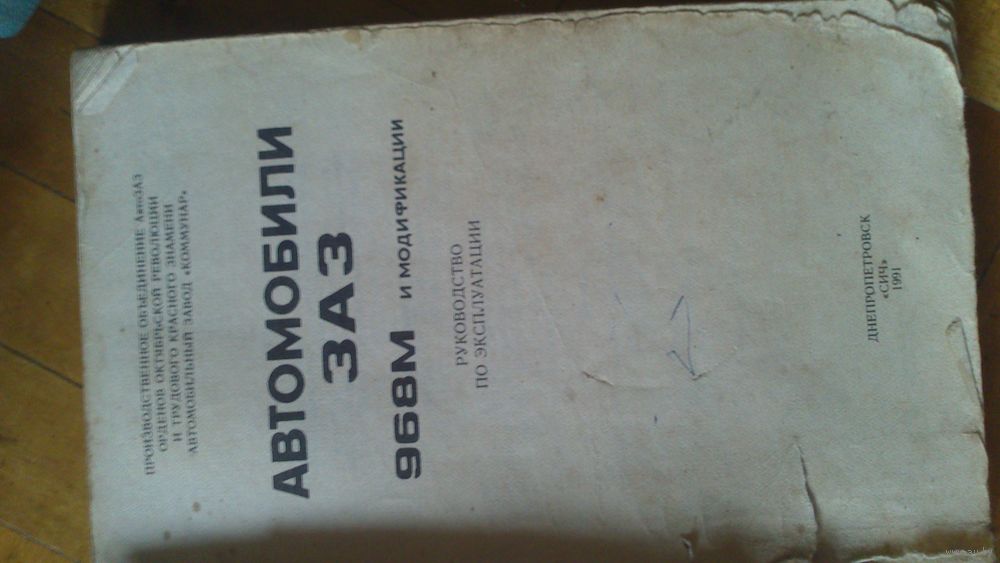 ПРОИЗВОДСТВЕННОЕ ОБЪЕДИНЕНИЕ АвтоЗАЗ
ОРДЕНОВ ОКТЯБРЬСКОЙ РЕВОЛЮЦИИ
И ТРУДОВОГО КРАСНОГО ЗНАМЕНИ
АВТОМОБИЛЬНЫЙ ЗАВОД «КОММУНАР»
АВТОМОБИЛИ
ЗАЗ
968М И МОДИФИКАЦИИ
РУКОВОДСТВО
ПО ЭКСПЛУАТАЦИИ
ДНЕПРОПЕТРОВСК
«СИЧ»
1991